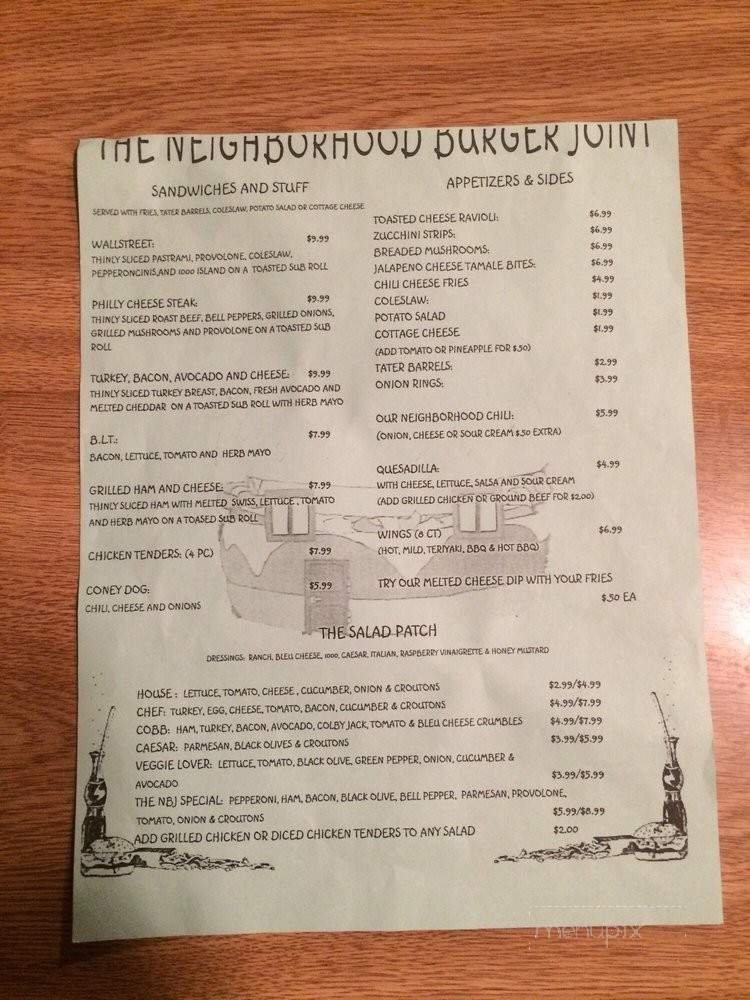 THE NEIGHBORHOOD BURGER JOINT
SANDWICHES AND STUFF
SERVED WITH FRIES, TATER BARRELS, COLESLAW, POTATO SALAD OR COTTAGE CHEESE
WALLSTREET: $9.99
THINLY SLICED PASTRAMI, PROVOLONE, COLESLAW,
PEPPERONCINIS,AND 1000 ISLAND ON A TOASTED SUB ROLL
PHILLY CHEESE STEAK: $9.99
THINLY SLICED ROAST BEEF, BELL PEPPERS, GRILLED ONIONS,
GRILLED MUSHROOMS AND PROVOLONE ON A TOASTED SUB
ROLL
TURKEY, BACON, AVOCADO AND CHEESE: $9.99
THINLY SLICED TURKEY BREAST, BACON, FRESH AVOCADO AND
MELTED CHEDDAR ON A TOASTED SUB ROLL WITH HERB MAYO
B.L.T.: $7.99
BACON, LETTUCE, TOMATO AND HERB MAYO
GRILLED HAM AND CHEESE: $7.99
THINLY SLICED HAM WITH MELTED SWISS, LETTUCE , TOMATO
AND HERB MAYO ON A TOASED SUB ROLL
CHICKEN TENDERS: (4 PC) $7.99
CONEY DOG: $5.99
CHILI, CHEESE AND ONIONS
APPETIZERS & SIDES
TOASTED CHEESE RAVIOLI: $6.99
ZUCCHINI STRIPS: $6.99
BREADED MUSHROOMS: $6.99
JALAPENO CHEESE TAMALE BITES: $6.99
CHILI CHEESE FRIES $4.99
COLESLAW: $1.99
POTATO SALAD $1.99
COTTAGE CHEESE $1.99
(ADD TOMATO OR PINEAPPLE FOR $.50)
TATER BARRELS: $2.99
ONION RINGS: $3.99
OUR NEIGHBORHOOD CHILI: $5.99
(ONION, CHEESE OR SOUR CREAM $.50 EXTRA)
QUESADILLA: $4.99
WITH CHEESE, LETTUCE, SALSA AND SOUR CREAM
(ADD GRILLED CHICKEN OR GROUND BEEF FOR $2.00)
WINGS (8 CT) $6.99
(HOT, MILD, TERIYAKI, BBQ & HOT BBQ)
TRY OUR MELTED CHEESE DIP WITH YOUR FRIES
$.50 EA
THE SALAD PATCH
DRESSINGS: RANCH, BLEU CHEESE, 1000, CAESAR, ITALIAN, RASPBERRY VINAIGRETTE & HONEY MUSTARD
HOUSE : LETTUCE, TOMATO, CHEESE , CUCUMBER, ONION & CROUTONS $2.99/$4.99
CHEF: TURKEY, EGG, CHEESE, TOMATO, BACON, CUCUMBER & CROUTONS $4.99/$7.99
COBB: HAM, TURKEY, BACON, AVOCADO, COLBY JACK, TOMATO & BLEU CHEESE CRUMBLES $4.99/$7.99
CAESAR: PARMESAN, BLACK OLIVES & CROUTONS $3.99/$5.99
VEGGIE LOVER: LETTUCE, TOMATO, BLACK OLIVE, GREEN PEPPER, ONION, CUCUMBER &
AVOCADO $3.99/$5.99
THE NBJ SPECIAL: PEPPERONI, HAM, BACON, BLACK OLIVE, BELL PEPPER, PARMESAN, PROVOLONE,
TOMATO, ONION & CROUTONS $5.99/$8.99
ADD GRILLED CHICKEN OR DICED CHICKEN TENDERS TO ANY SALAD $2.00
menupix